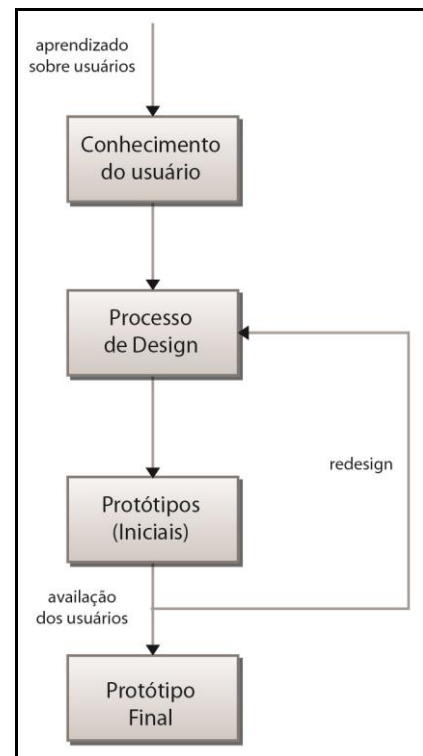 aprendizado
sobre usuários
Conhecimento
do usuário
Processo
de Design
redesign
Protótipos
(Iniciais)
availação
dos usuários
Protótipo
Final